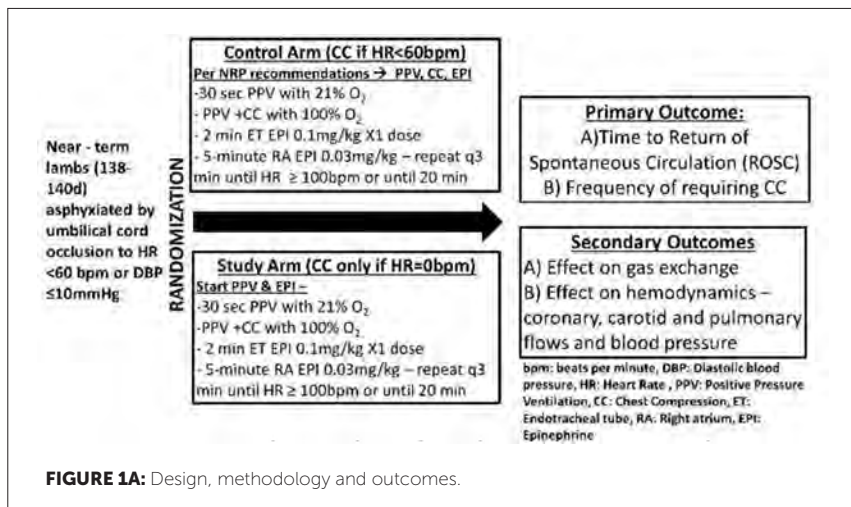 Near - term
lambs (138-
140d)
asphyxiated by
umbilical cord
occlusion to HR
<60 bpm or DBP
≤10mmHg
RANDOMIZATION
Control Arm (CC if HR<60bpm)
Per NRP recommendations → PPV, CC, EPI
-30 sec PPV with 21% O₂
- PPV +CC with 100% O₂
- 2 min ET EPI 0.1mg/kg X1 dose
- 5-minute RA EPI 0.03mg/kg – repeat q3
min until HR ≥ 100bpm or until 20 min
Study Arm (CC only if HR=0bpm)
Start PPV & EPI –
-30 sec PPV with 21% O₂
-PPV +CC with 100% O₂
- 2 min ET EPI 0.1mg/kg X1 dose
- 5-minute RA EPI 0.03mg/kg – repeat q3
min until HR ≥ 100bpm or until 20 min
Primary Outcome:
A)Time to Return of
Spontaneous Circulation (ROSC)
B) Frequency of requiring CC
Secondary Outcomes
A) Effect on gas exchange
B) Effect on hemodynamics –
coronary, carotid and pulmonary
flows and blood pressure
bpm: beats per minute, DBP: Diastolic blood
pressure, HR: Heart Rate , PPV: Positive Pressure
Ventilation, CC: Chest Compression, ET:
Endotracheal tube, RA: Right atrium, EPI:
Epinephrine
FIGURE 1A: Design, methodology and outcomes.